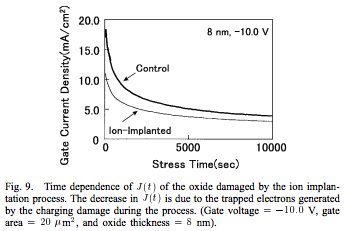 20.0
8 nm, -10.0 V
15.0
Control
10.0
5.0
Ion-Implanted
0
0
5000
10000
Gate Current Density(mA/cm²)
Stress Time(sec)
Fig. 9. Time dependence of J(t) of the oxide damaged by the ion implan-
tation process. The decrease in J(t) is due to the trapped electrons generated
by the charging damage during the process. (Gate voltage = −10.0 V, gate
area = 20 μm², and oxide thickness = 8 nm).